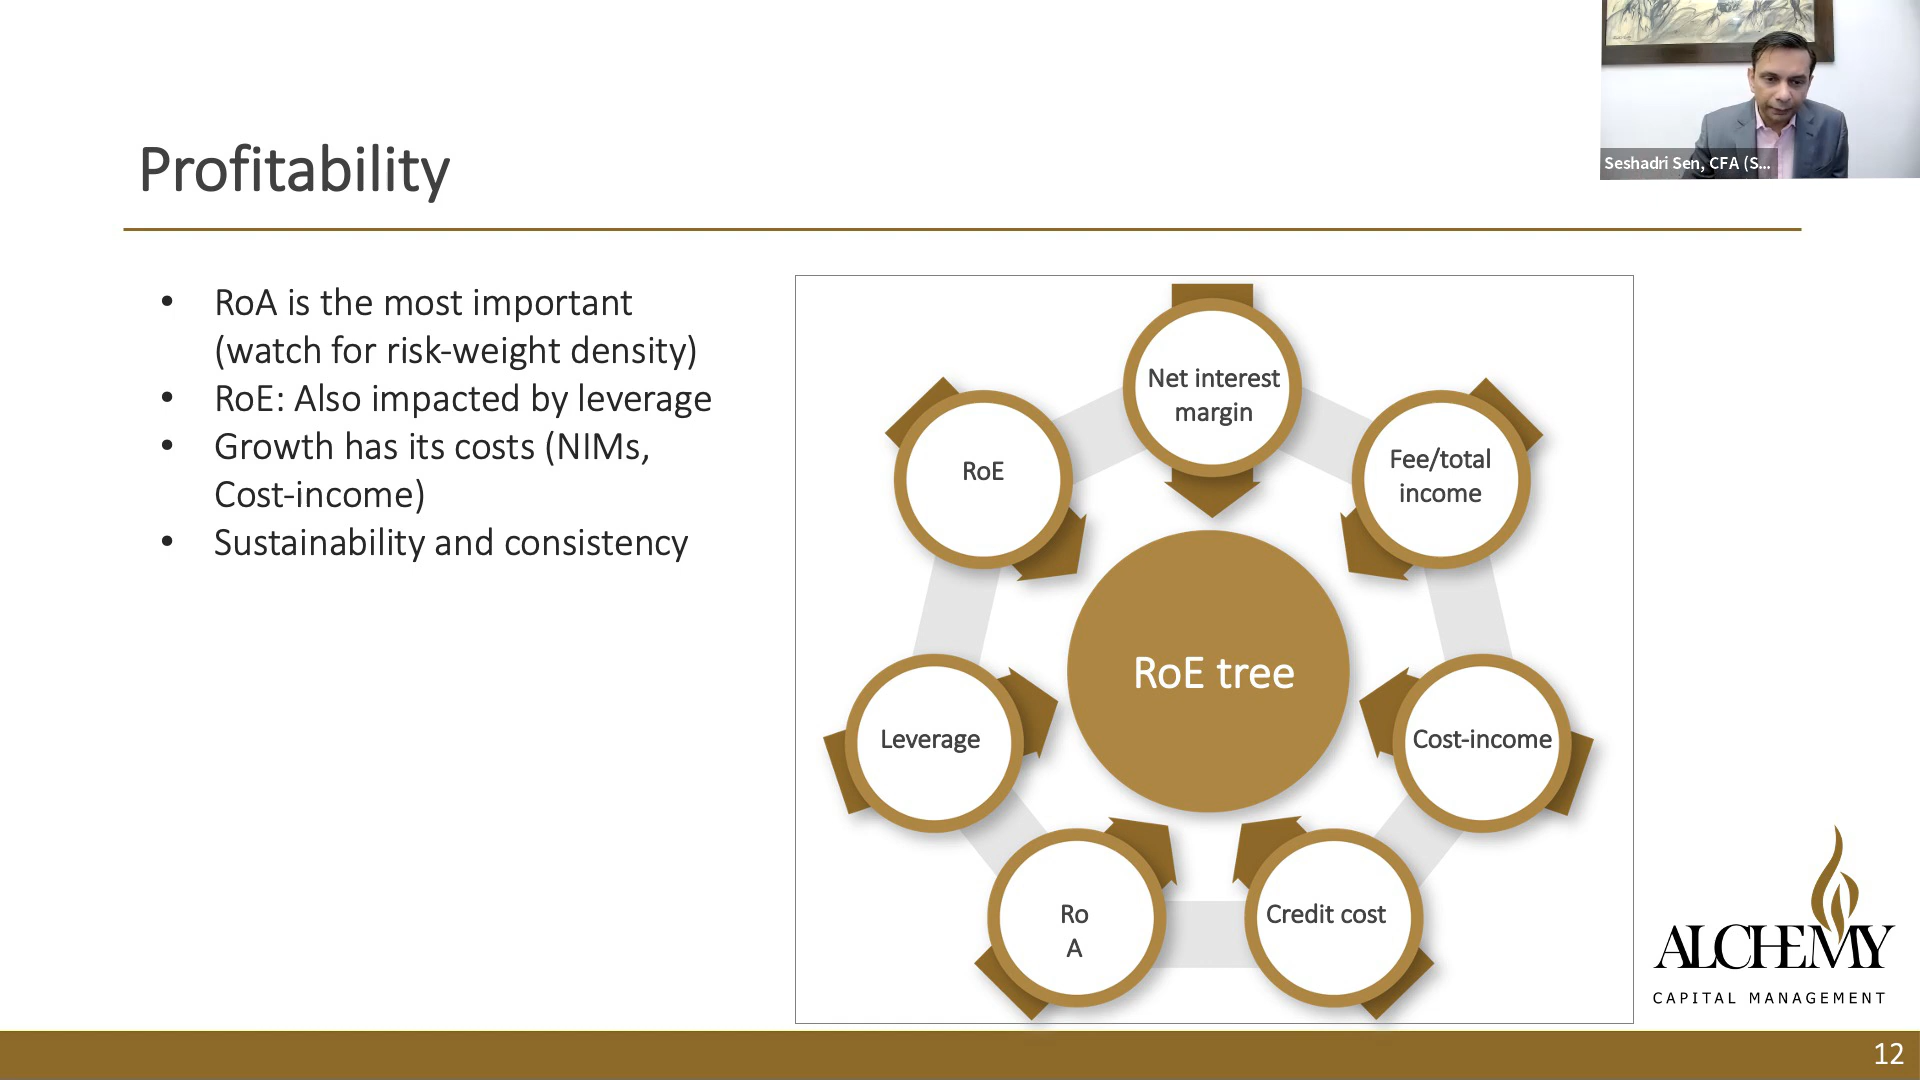 Seshadri Sen, CFA (S...
Profitability
• RoA is the most important
(watch for risk-weight density)
• RoE: Also impacted by leverage
• Growth has its costs (NIMs,
Cost-income)
• Sustainability and consistency
Net interest
margin
Fee/total
income
Cost-income
Credit cost
Ro
A
Leverage
RoE
RoE tree
ALCHEMY
CAPITAL MANAGEMENT
12